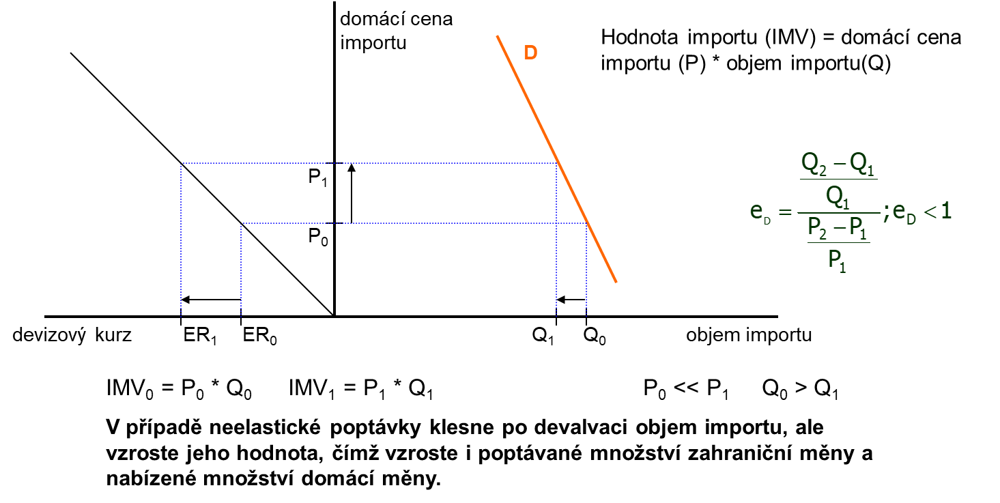 domácí cena
importu
D
Hodnota importu (IMV) = domácí cena
importu (P) * objem importu(Q)
P₁
P₀
e_D = ((Q₂ – Q₁) / Q₁) / ((P₂ – P₁) / P₁) ; e_D < 1
devizový kurz
ER₁
ER₀
Q₁
Q₀
objem importu
IMV₀ = P₀ * Q₀
IMV₁ = P₁ * Q₁
P₀ << P₁
Q₀ > Q₁
V případě neelastické poptávky klesne po devalvaci objem importu, ale
vzroste jeho hodnota, čímž vzroste i poptávané množství zahraniční měny a
nabízené množství domácí měny.